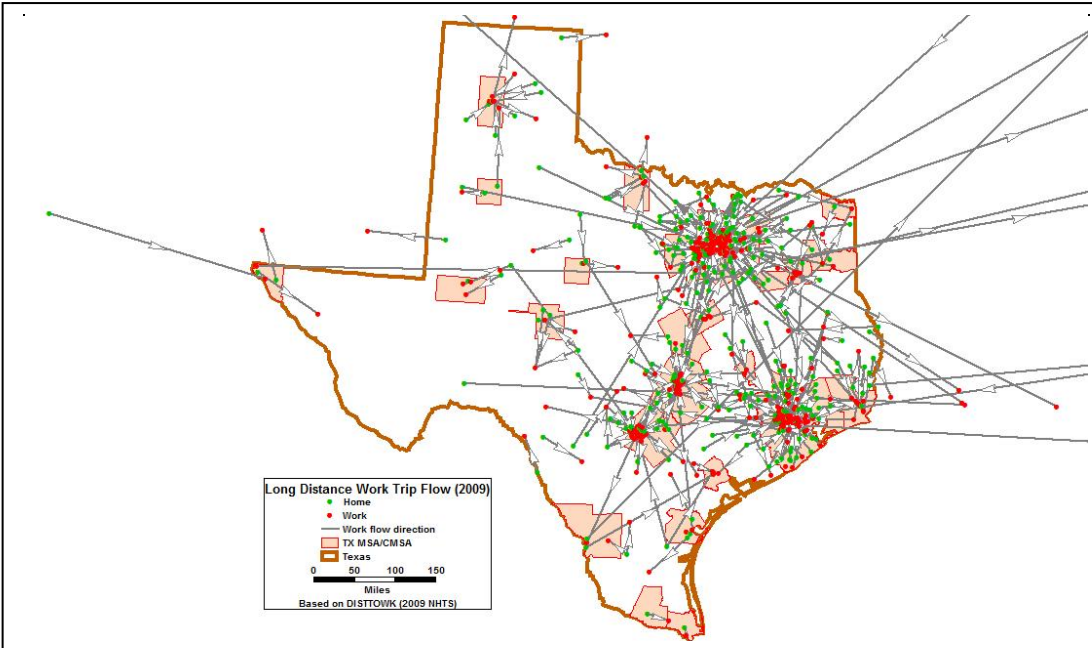 Long Distance Work Trip Flow (2009)
Home
Work
Work flow direction
TX MSA/CMSA
Texas
0 50 100 150
Miles
Based on DISTTOWK (2009 NHTS)